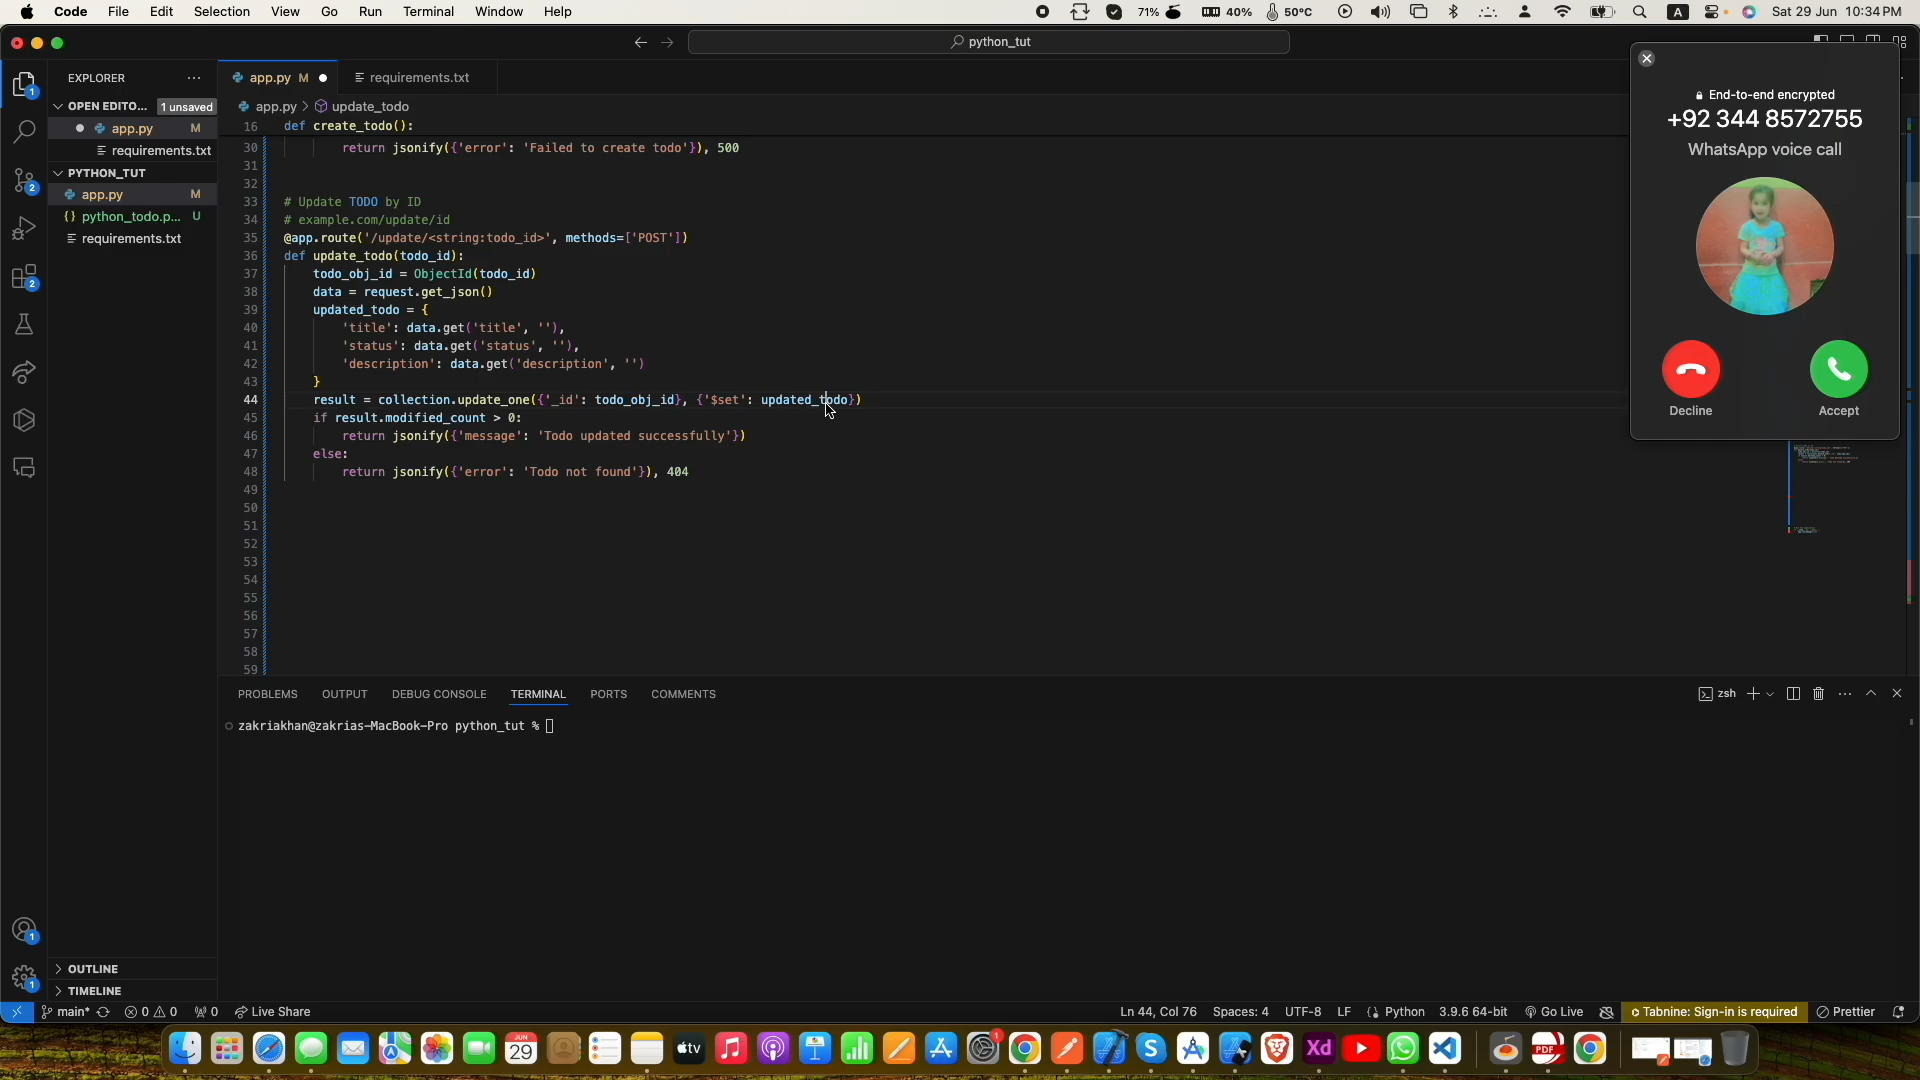 Code File Edit Selection View Go Run Terminal Window Help
71% 40% 50°C A Sat 29 Jun 10:34 PM
python_tut
EXPLORER
OPEN EDITO... 1 unsaved
app.py M
requirements.txt
PYTHON_TUT
app.py M
python_todo.p... U
requirements.txt
OUTLINE
TIMELINE
app.py M requirements.txt
app.py > update_todo
16 def create_todo():
30 return jsonify({'error': 'Failed to create todo'}), 500
31
32
33 # Update TODO by ID
34 # example.com/update/id
35 @app.route('/update/<string:todo_id>', methods=['POST'])
36 def update_todo(todo_id):
37 todo_obj_id = ObjectId(todo_id)
38 data = request.get_json()
39 updated_todo = {
40 'title': data.get('title', ''),
41 'status': data.get('status', ''),
42 'description': data.get('description', '')
43 }
44 result = collection.update_one({'_id': todo_obj_id}, {'$set': updated_todo})
45 if result.modified_count > 0:
46 return jsonify({'message': 'Todo updated successfully'})
47 else:
48 return jsonify({'error': 'Todo not found'}), 404
49
50
51
52
53
54
55
56
57
58
59
End-to-end encrypted
+92 344 8572755
WhatsApp voice call
Decline Accept
PROBLEMS OUTPUT DEBUG CONSOLE TERMINAL PORTS COMMENTS
zsh
zakriakhan@zakrias-MacBook-Pro python_tut %
main* 0 0 0 Live Share
Ln 44, Col 76 Spaces: 4 UTF-8 LF Python 3.9.6 64-bit Go Live Tabnine: Sign-in is required Prettier
JUN
29
tv
1
Xd
PDF